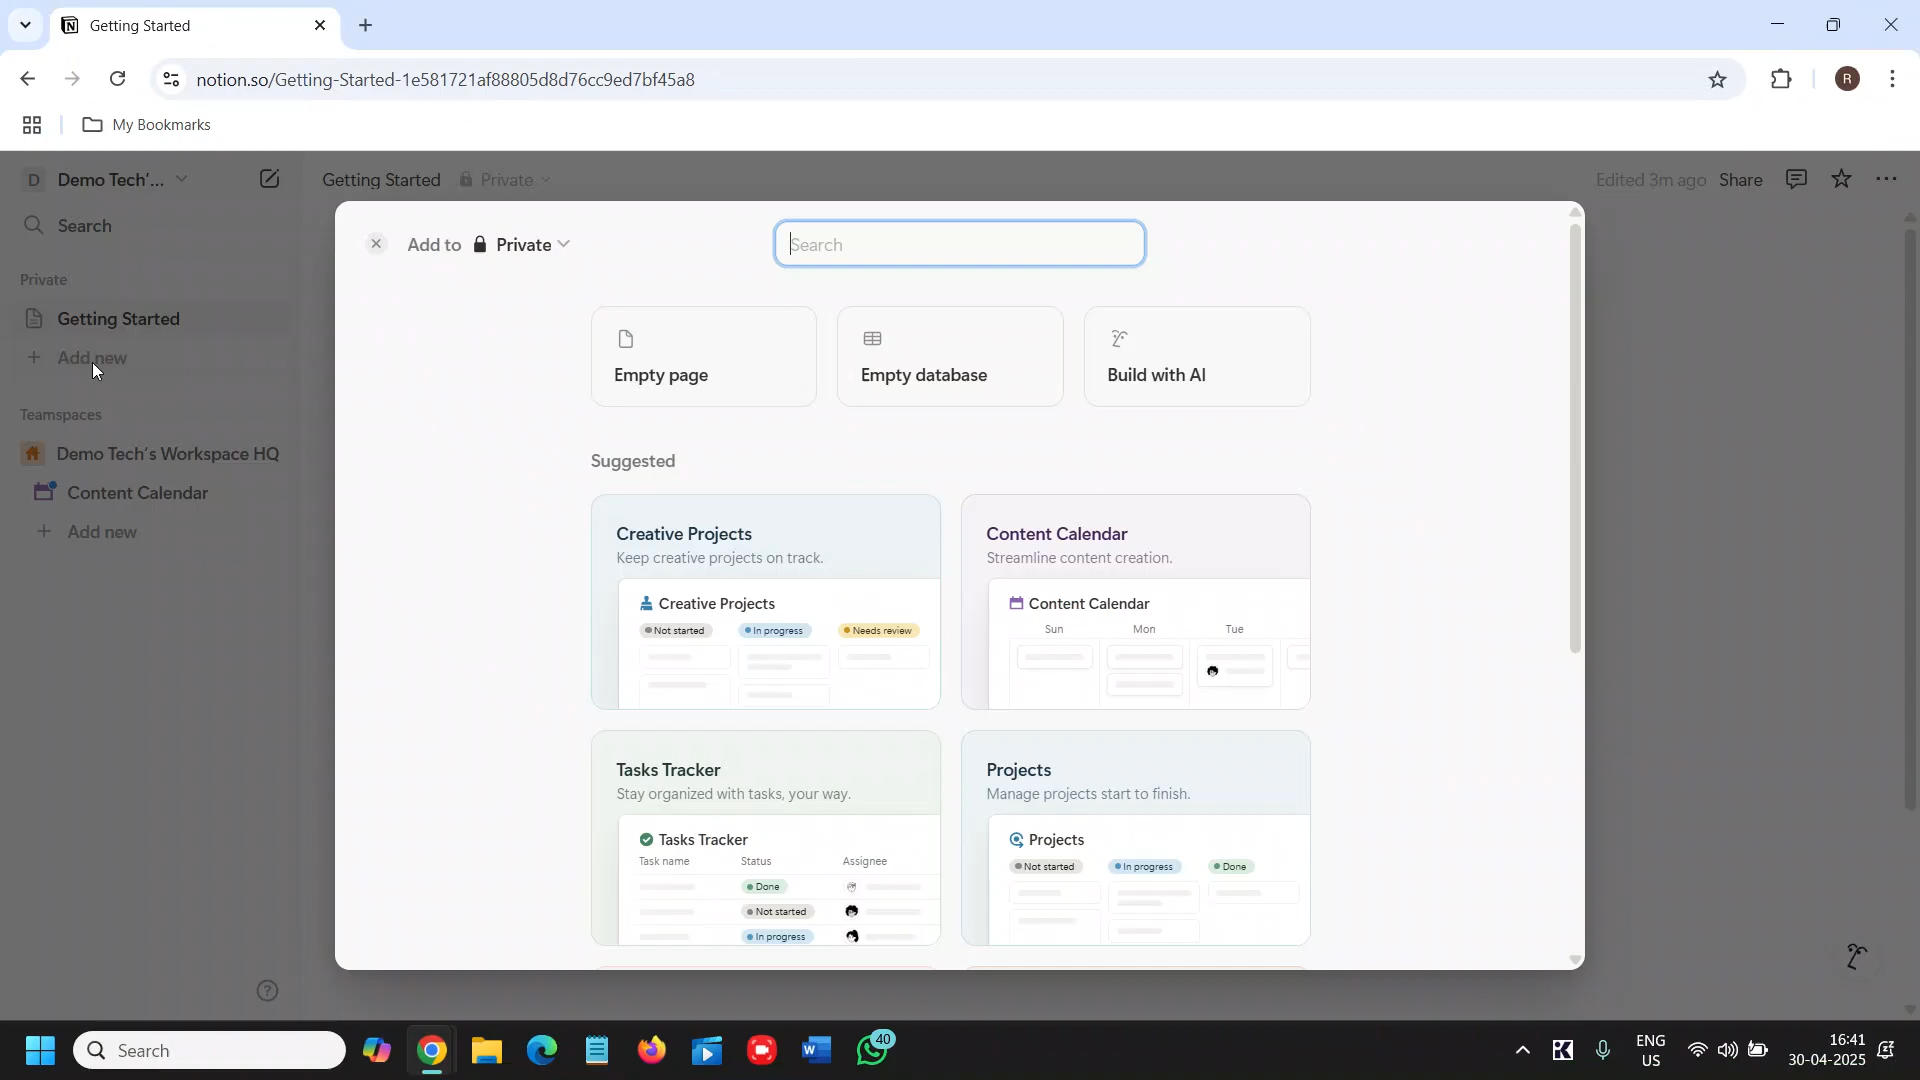 Getting Started
notion.so/Getting-Started-1e581721af88805d8d76cc9ed7bf45a8
R
My Bookmarks
D Demo Tech’...
Getting Started Private
Edited 3m ago Share
Search
Private
Getting Started
Add new
Teamspaces
Demo Tech’s Workspace HQ
Content Calendar
Add new
Add to Private
Search
Empty page
Empty database
Build with AI
Suggested
Creative Projects
Keep creative projects on track.
Creative Projects
Not started In progress Needs review
Content Calendar
Streamline content creation.
Content Calendar
Sun Mon Tue
Tasks Tracker
Stay organized with tasks, your way.
Tasks Tracker
Task name Status Assignee
Done
Not started
In progress
Projects
Manage projects start to finish.
Projects
Not started In progress Done
Search
40
ENG
US
16:41
30-04-2025